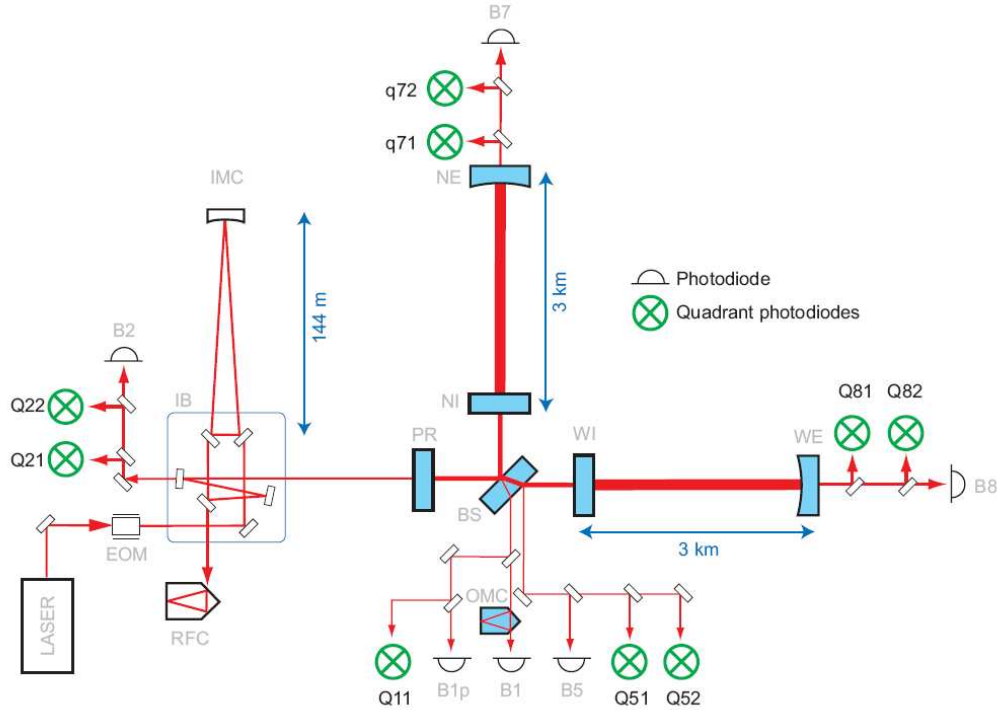 B7
q72
q71
NE
IMC
3 km
144 m
Photodiode
Quadrant photodiodes
B2
Q22
IB
NI
Q81
Q82
PR
WI
WE
Q21
B8
BS
EOM
3 km
LASER
RFC
OMC
Q11
B1p
B1
B5
Q51
Q52